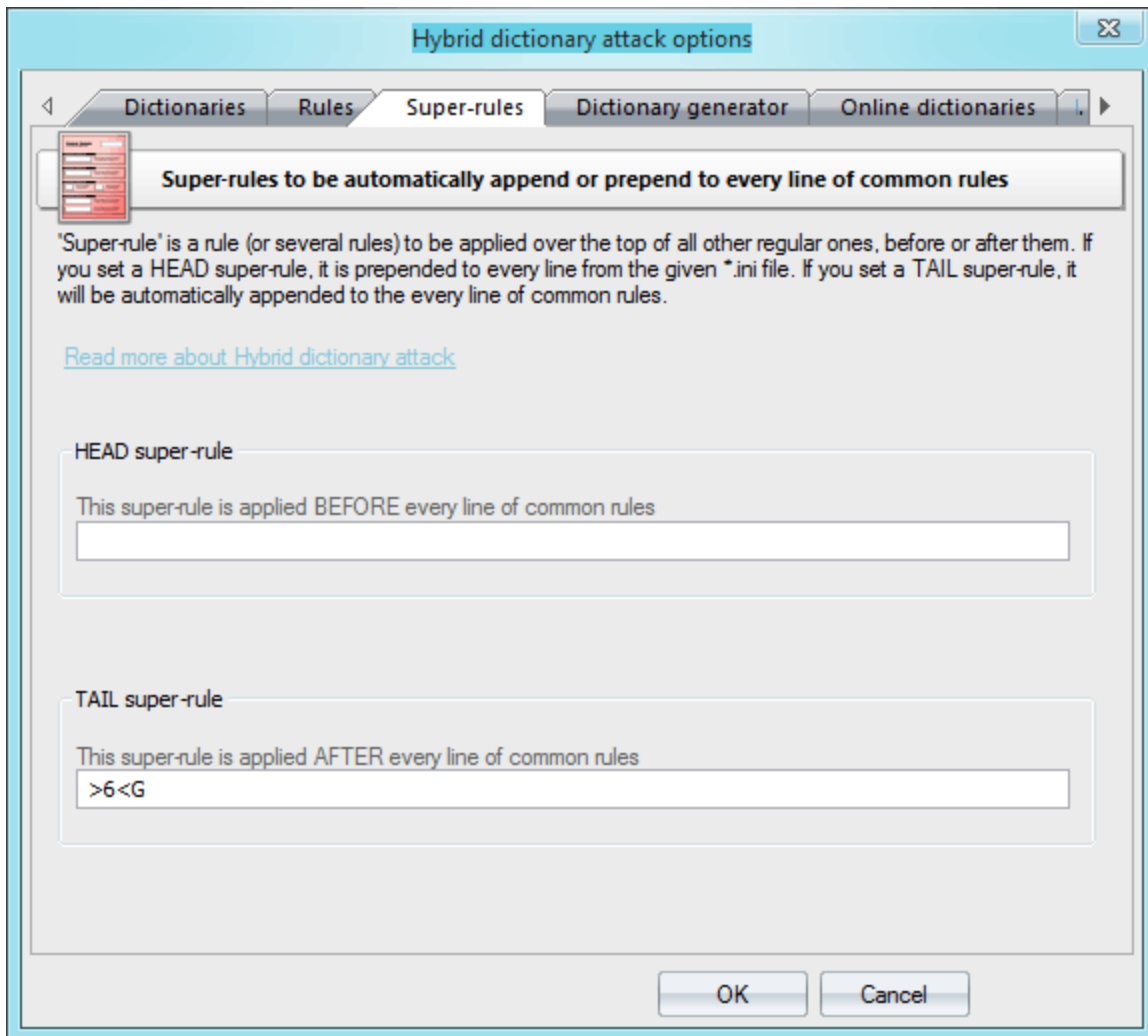 Hybrid dictionary attack options
Dictionaries Rules Super-rules Dictionary generator Online dictionaries
Super-rules to be automatically append or prepend to every line of common rules
'Super-rule' is a rule (or several rules) to be applied over the top of all other regular ones, before or after them. If
you set a HEAD super-rule, it is prepended to every line from the given *.ini file. If you set a TAIL super-rule, it
will be automatically appended to the every line of common rules.
Read more about Hybrid dictionary attack
HEAD super-rule
This super-rule is applied BEFORE every line of common rules
TAIL super-rule
This super-rule is applied AFTER every line of common rules
>6<G
OK Cancel